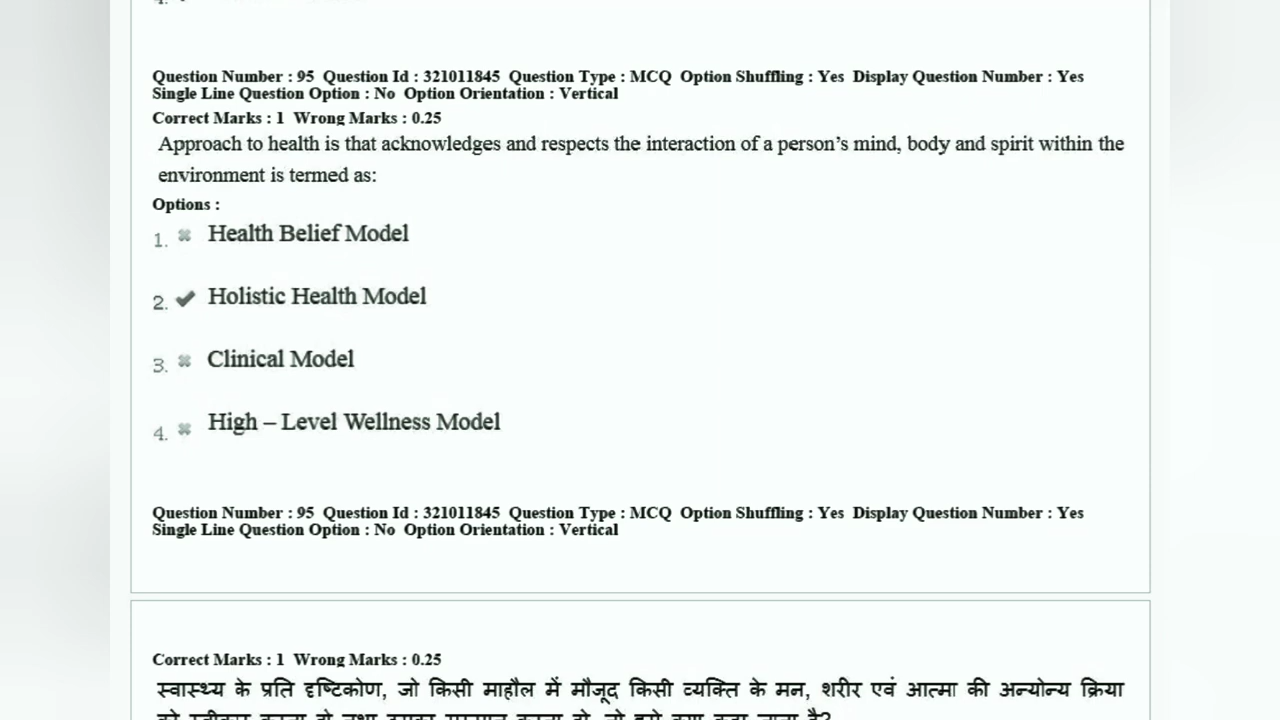 Question Number : 95 Question Id : 321011845 Question Type : MCQ Option Shuffling : Yes Display Question Number : Yes
Single Line Question Option : No Option Orientation : Vertical
Correct Marks : 1 Wrong Marks : 0.25
Approach to health is that acknowledges and respects the interaction of a person's mind, body and spirit within the
environment is termed as:
Options :
1. Health Belief Model
2. Holistic Health Model
3. Clinical Model
4. High – Level Wellness Model
Question Number : 95 Question Id : 321011845 Question Type : MCQ Option Shuffling : Yes Display Question Number : Yes
Single Line Question Option : No Option Orientation : Vertical
Correct Marks : 1 Wrong Marks : 0.25
स्वास्थ्य के प्रति दृष्टिकोण, जो किसी माहौल में मौजूद किसी व्यक्ति के मन, शरीर एवं आत्मा की अन्योन्य क्रिया